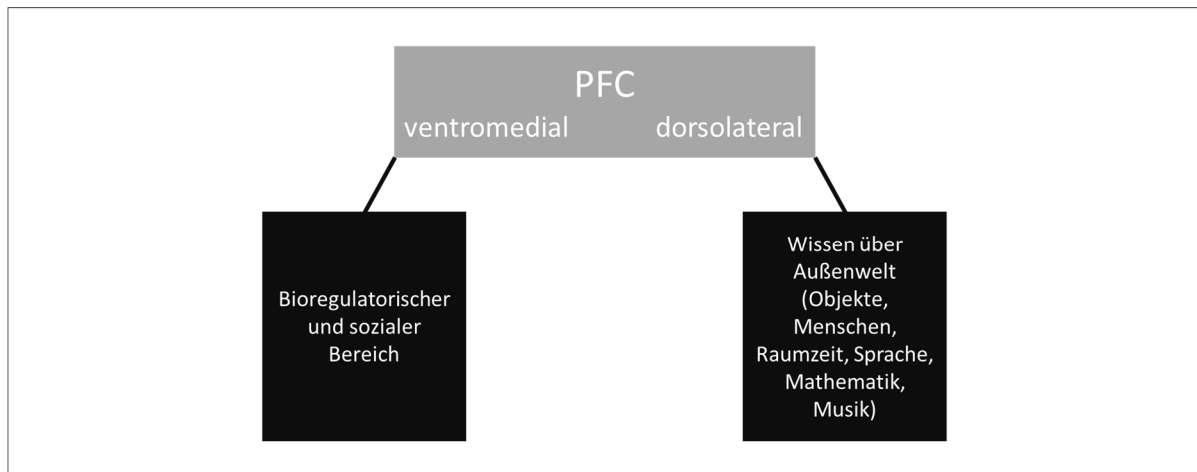 PFC
ventromedial dorsolateral
Bioregulatorischer
und sozialer
Bereich
Wissen über
Außenwelt
(Objekte,
Menschen,
Raumzeit, Sprache,
Mathematik,
Musik)